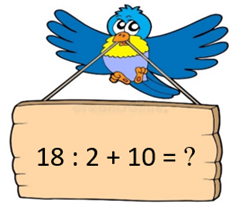 18 : 2 + 10 = ?